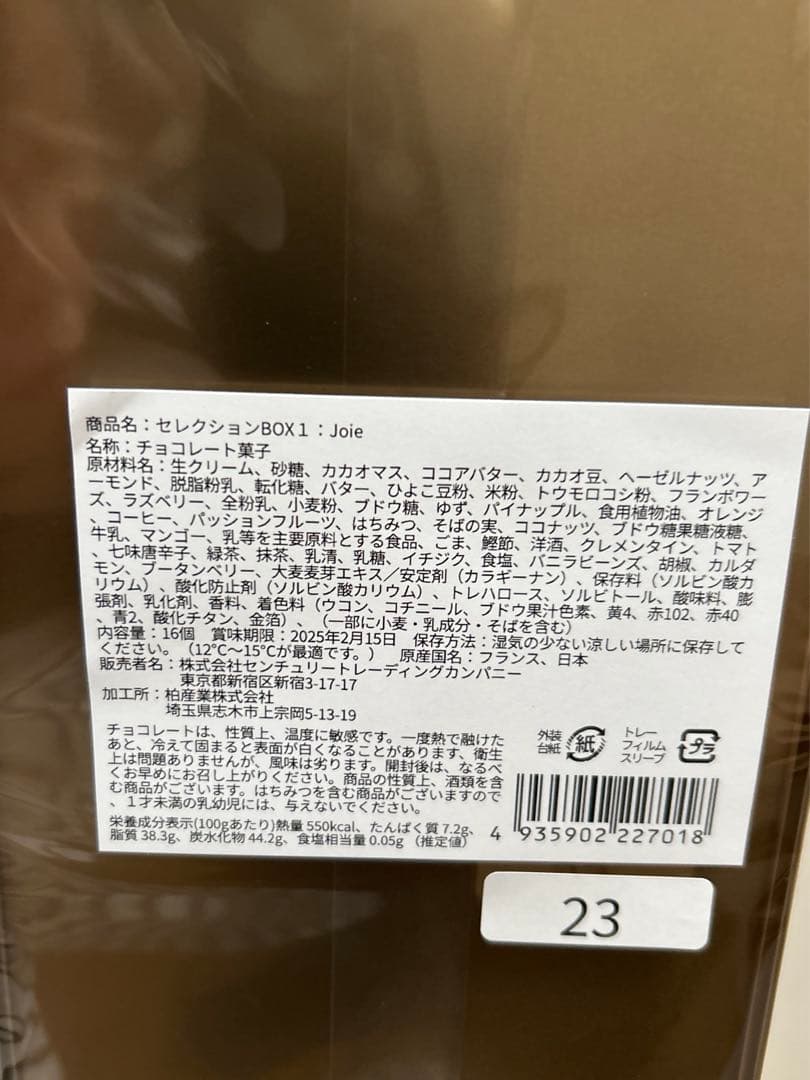 商品名：セレクションBOX１：Joie
名称：チョコレート菓子
原材料名：生クリーム、砂糖、カカオマス、ココアバター、カカオ豆、ヘーゼルナッツ、ア
ーモンド、脱脂粉乳、転化糖、バター、ひよこ豆粉、米粉、トウモロコシ粉、フランボワー
ズ、ラズベリー、全粉乳、小麦粉、ブドウ糖、ゆず、パイナップル、食用植物油、オレンジ
、コーヒー、パッションフルーツ、はちみつ、そばの実、ココナッツ、ブドウ糖果糖液糖、
牛乳、マンゴー、乳等を主要原料とする食品、ごま、鰹節、洋酒、クレメンタイン、トマト
、七味唐辛子、緑茶、抹茶、乳清、乳糖、イチジク、食塩、バニラビーンズ、胡椒、カルダ
モン、ブータンベリー、大麦麦芽エキス／安定剤（カラギーナン）、保存料（ソルビン酸カ
リウム）、酸化防止剤（ソルビン酸カリウム）、トレハロース、ソルビトール、酸味料、膨
張剤、乳化剤、香料、着色料（ウコン、コチニール、ブドウ果汁色素、黄4、赤102、赤40
、青2、酸化チタン、金箔）、（一部に小麦・乳成分・そばを含む）
内容量：16個　賞味期限：2025年2月15日　保存方法：湿気の少ない涼しい場所に保存して
ください。（12℃～15℃が最適です。）　原産国名：フランス、日本
販売者名：株式会社センチュリートレーディングカンパニー
東京都新宿区新宿3-17-17
加工所：柏産業株式会社
埼玉県志木市上宗岡5-13-19
チョコレートは、性質上、温度に敏感です。一度熱で融けた
あと、冷えて固まると表面が白くなることがあります、衛生
上は問題ありませんが、風味は劣ります。開封後は、なるべ
くお早めにお召し上がりください。商品の性質上、酒類を含
む商品がございます。はちみつを含む商品がございますので
、１才未満の乳幼児には、与えないでください。
栄養成分表示(100gあたり)熱量 550kcal、たんぱく質 7.2g、
脂質 38.3g、炭水化物 44.2g、食塩相当量 0.05g （推定値）
外装
台紙
紙
トレー
フィルム
スリーブ
プラ
4 935902 227018
23